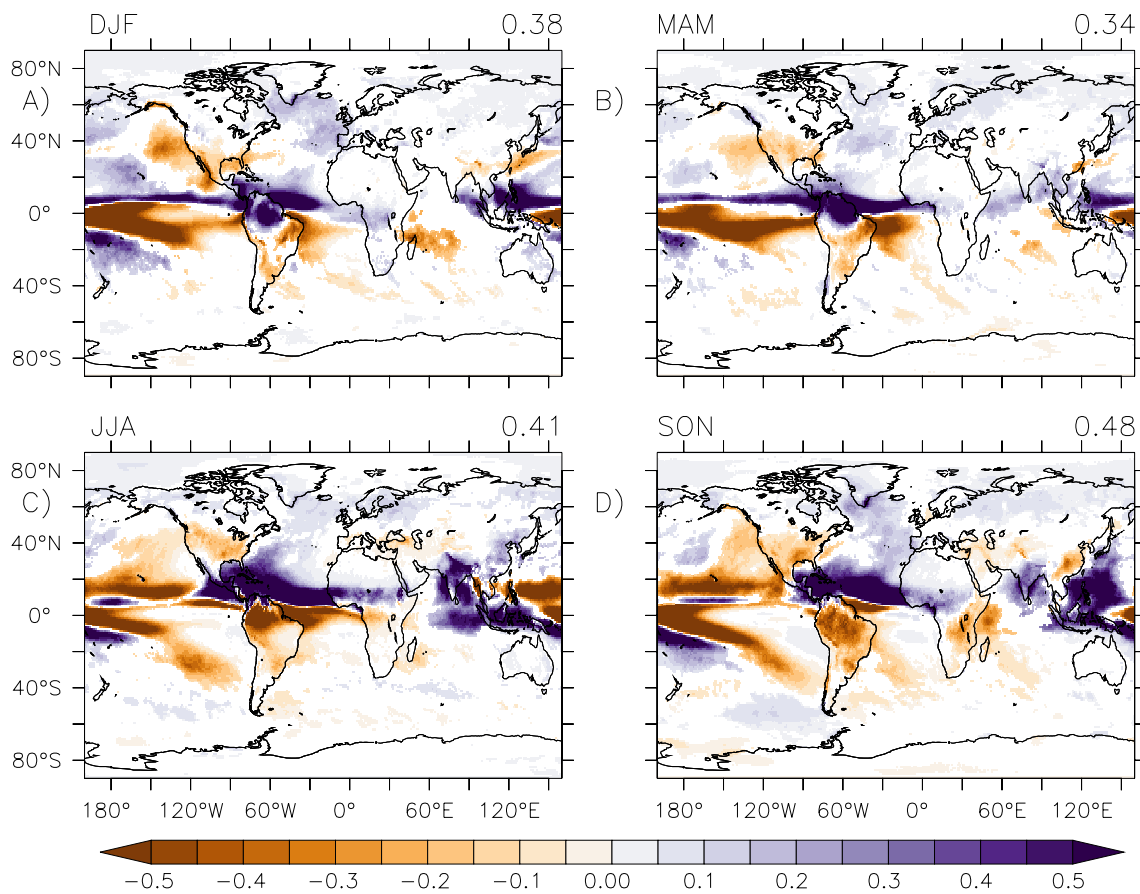 DJF 0.38 MAM 0.34
80°N
A) B)
40°N
0°
40°S
80°S
JJA 0.41 SON 0.48
80°N
C) D)
40°N
0°
40°S
80°S
180° 120°W 60°W 0° 60°E 120°E 180° 120°W 60°W 0° 60°E 120°E
−0.5 −0.4 −0.3 −0.2 −0.1 0.00 0.1 0.2 0.3 0.4 0.5